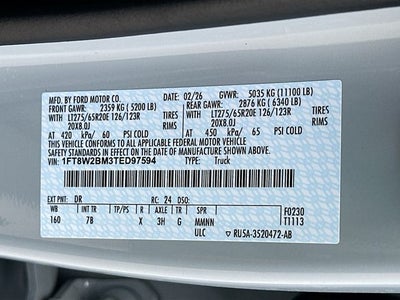 MFD. BY FORD MOTOR CO.
02/26 GVWR: 5035 KG (11100 LB)
FRONT GAWR: 2359 KG ( 5200 LB) REAR GAWR: 2876 KG ( 6340 LB)
WITH LT275/65R20E 126/123R TIRES WITH LT275/65R20E 126/123R TIRES
20X8.0J RIMS 20X8.0J RIMS
AT 420 kPa/ 60 PSI COLD AT 450 kPa/ 65 PSI COLD
THIS VEHICLE CONFORMS TO ALL APPLICABLE FEDERAL MOTOR VEHICLE
SAFETY STANDARDS IN EFFECT ON THE DATE OF MANUFACTURE SHOWN ABOVE.
VIN: 1FT8W2BM3TED97594 TYPE: Truck
EXT PNT: DR RC: 24 DSO:
WB INT TR TP/PS R AXLE TR SPR F0230
160 7B X 3H G MMNN T1113
ULC RU5A-3520472-AB